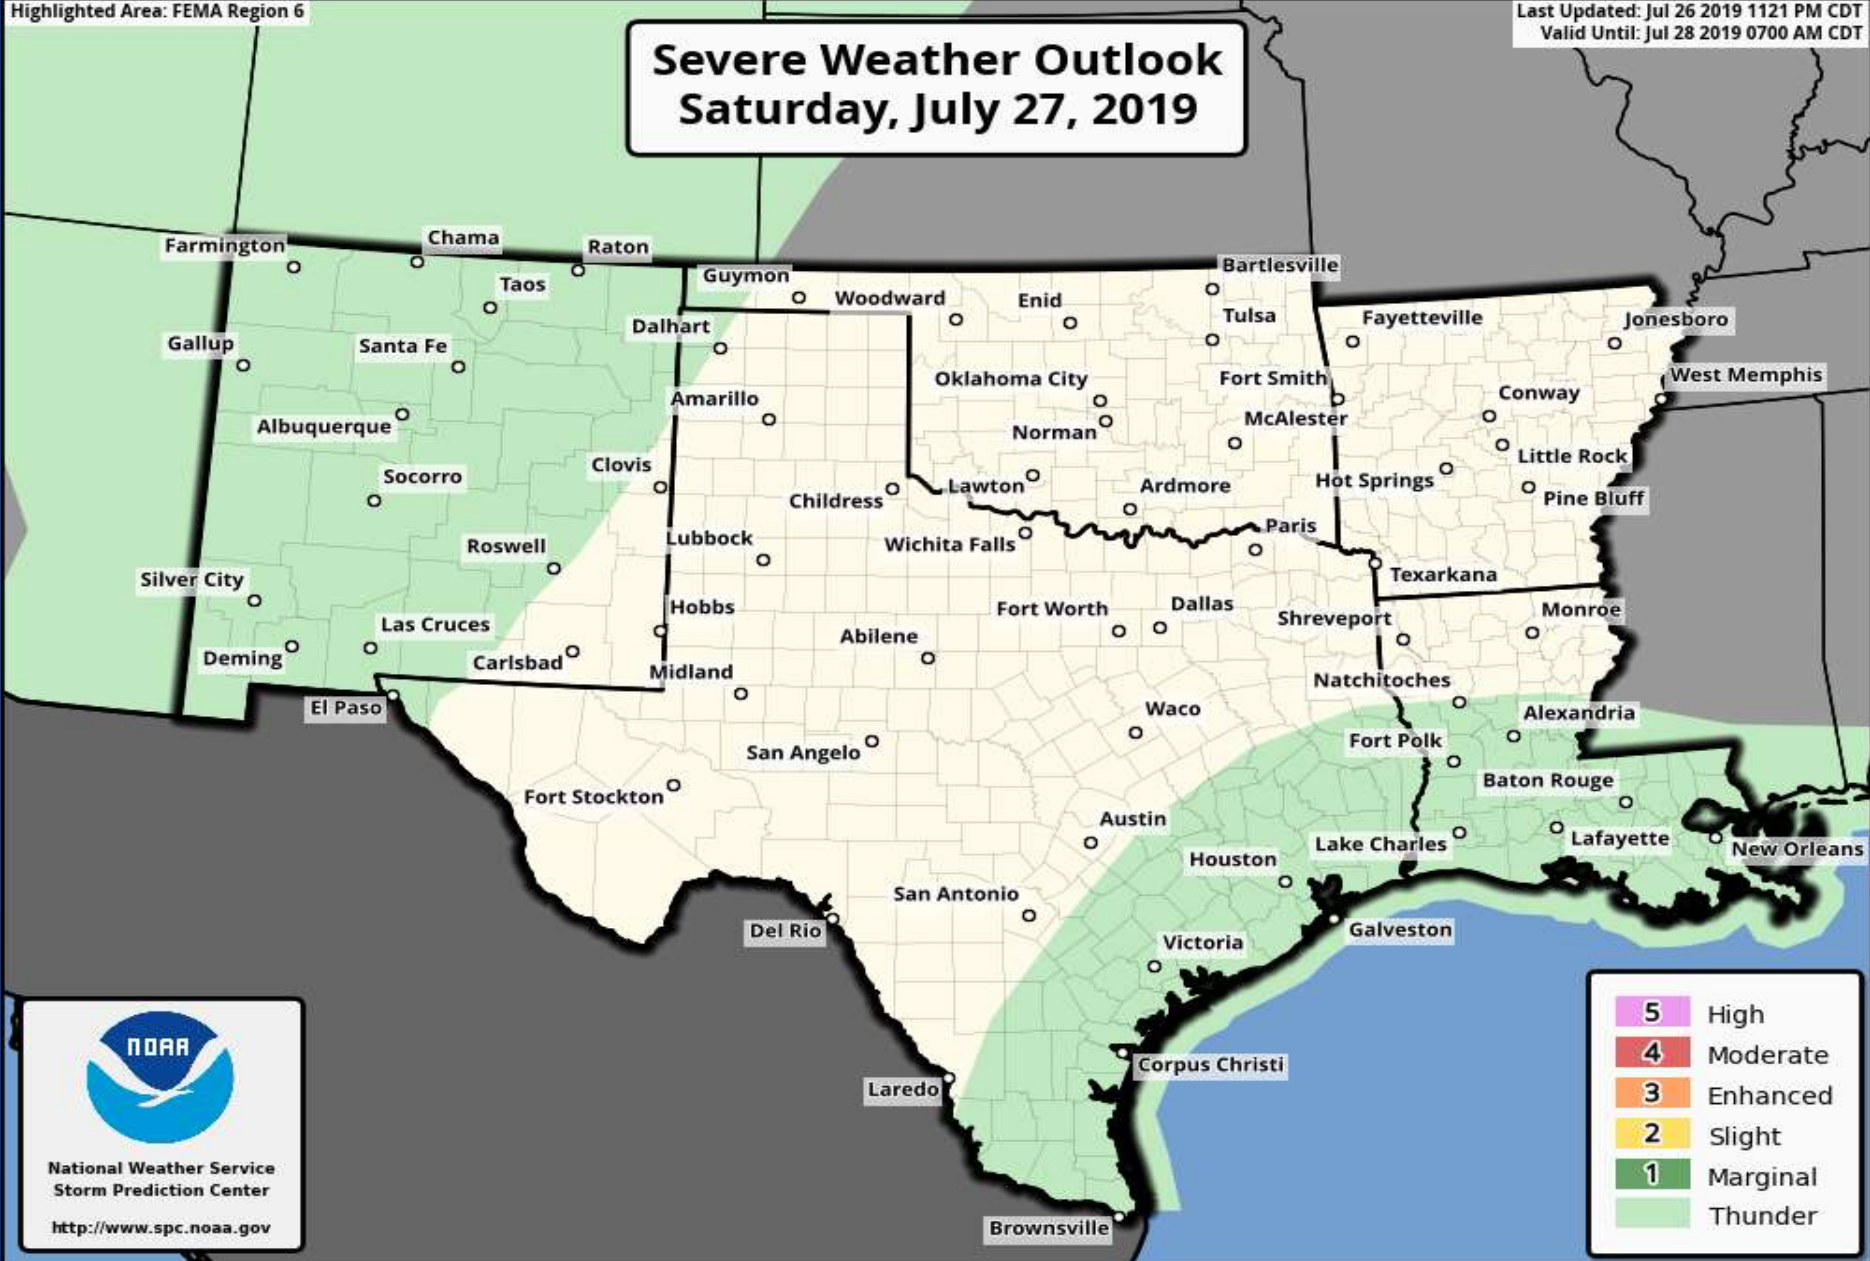 Highlighted Area: FEMA Region 6
Last Updated: Jul 26 2019 1121 PM CDT
Valid Until: Jul 28 2019 0700 AM CDT
Severe Weather Outlook
Saturday, July 27, 2019
Farmington
Chama
Raton
Taos
Guymon
Woodward
Enid
Bartlesville
Tulsa
Fayetteville
Jonesboro
Gallup
Santa Fe
Dalhart
Oklahoma City
Fort Smith
Conway
West Memphis
Albuquerque
Amarillo
Norman
McAlester
Little Rock
Socorro
Clovis
Childress
Lawton
Ardmore
Hot Springs
Pine Bluff
Roswell
Lubbock
Wichita Falls
Paris
Texarkana
Silver City
Las Cruces
Hobbs
Fort Worth
Dallas
Shreveport
Monroe
Deming
Carlsbad
Midland
Abilene
Natchitoches
El Paso
San Angelo
Waco
Alexandria
Fort Polk
Fort Stockton
Austin
Baton Rouge
Houston
Lake Charles
Lafayette
New Orleans
San Antonio
Del Rio
Victoria
Galveston
Laredo
Corpus Christi
Brownsville
NOAA
National Weather Service
Storm Prediction Center
http://www.spc.noaa.gov
5 High
4 Moderate
3 Enhanced
2 Slight
1 Marginal
Thunder